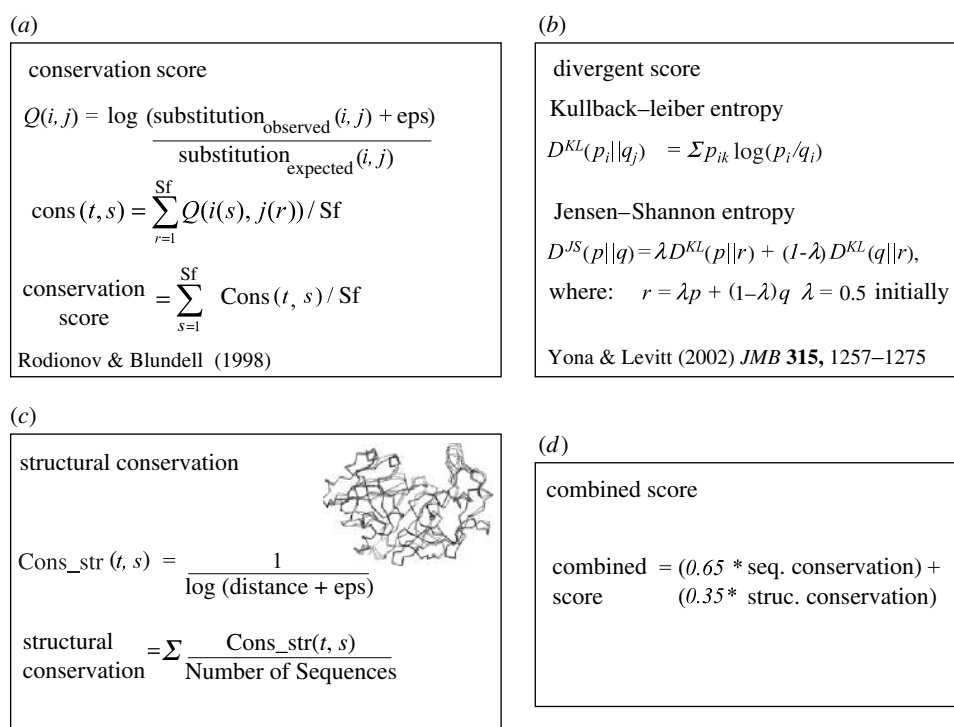 (a)
conservation score
Q(i, j) = log (substitution_observed (i, j) + eps) / substitution_expected (i, j)
cons (t, s) = Σ_{r=1}^{Sf} Q(i(s), j(r)) / Sf
conservation score = Σ_{s=1}^{Sf} Cons (t, s) / Sf
Rodionov & Blundell (1998)
(b)
divergent score
Kullback–leiber entropy
D^{KL}(p_i||q_j) = Σ p_{ik} log(p_i/q_i)
Jensen–Shannon entropy
D^{JS}(p||q) = λD^{KL}(p||r) + (1-λ)D^{KL}(q||r),
where: r = λp + (1–λ)q λ = 0.5 initially
Yona & Levitt (2002) JMB 315, 1257–1275
(c)
structural conservation
Cons_str (t, s) = 1 / log (distance + eps)
structural conservation = Σ Cons_str(t, s) / Number of Sequences
(d)
combined score
combined = (0.65 * seq. conservation) +
score (0.35* struc. conservation)